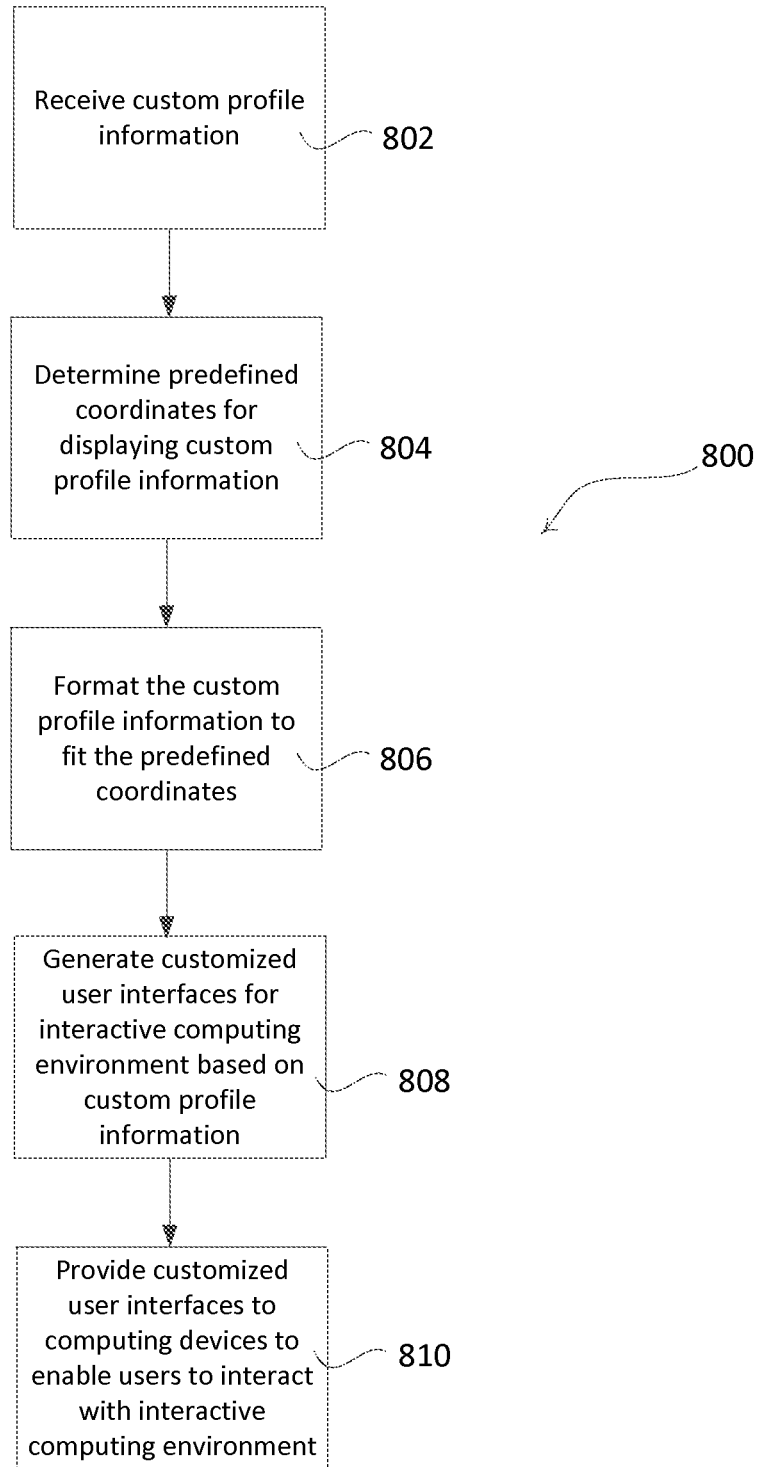 Receive custom profile
information
802
Determine predefined
coordinates for
displaying custom
profile information
804
800
Format the custom
profile information to
fit the predefined
coordinates
806
Generate customized
user interfaces for
interactive computing
environment based on
custom profile
information
808
Provide customized
user interfaces to
computing devices to
enable users to interact
with interactive
computing environment
810